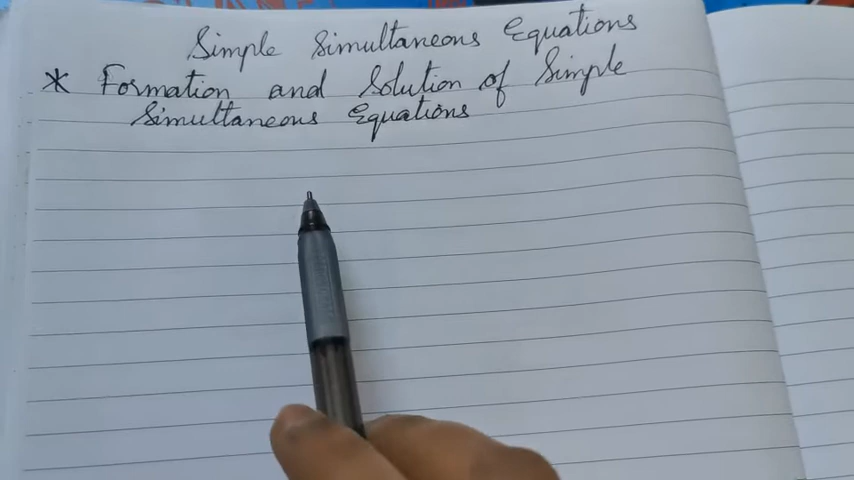 Simple Simultaneous Equations
* Formation and Solution of Simple
Simultaneous Equations